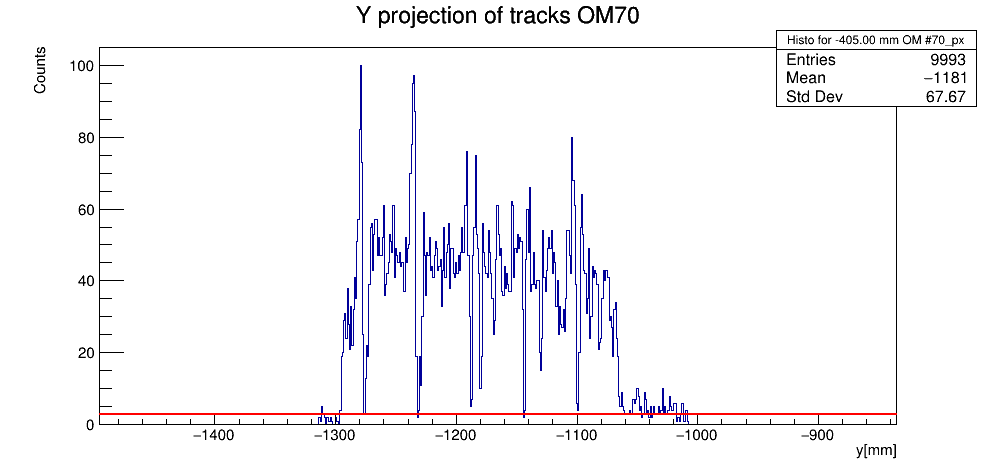 Y projection of tracks OM70
Histo for -405.00 mm OM #70_px
Entries 9993
Mean −1181
Std Dev 67.67
Counts
100
80
60
40
20
0
−1400 −1300 −1200 −1100 −1000 −900
y[mm]